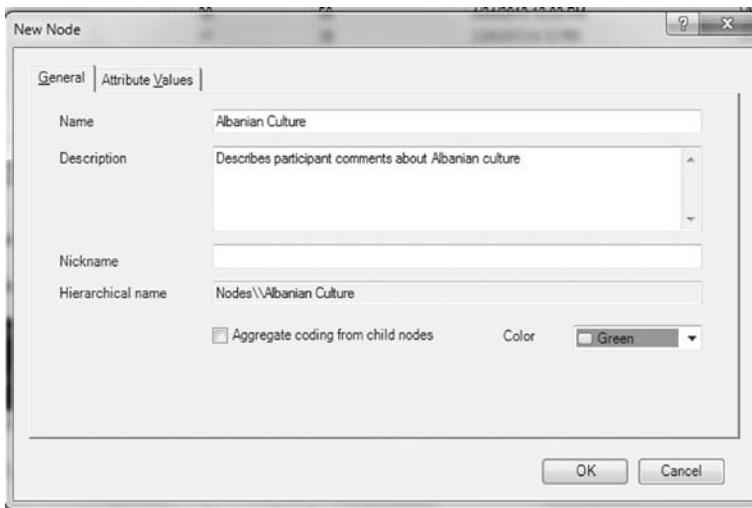 New Node
General Attribute Values
Name Albanian Culture
Description Describes participant comments about Albanian culture
Nickname
Hierarchical name Nodes\\Albanian Culture
Aggregate coding from child nodes Color Green
OK Cancel